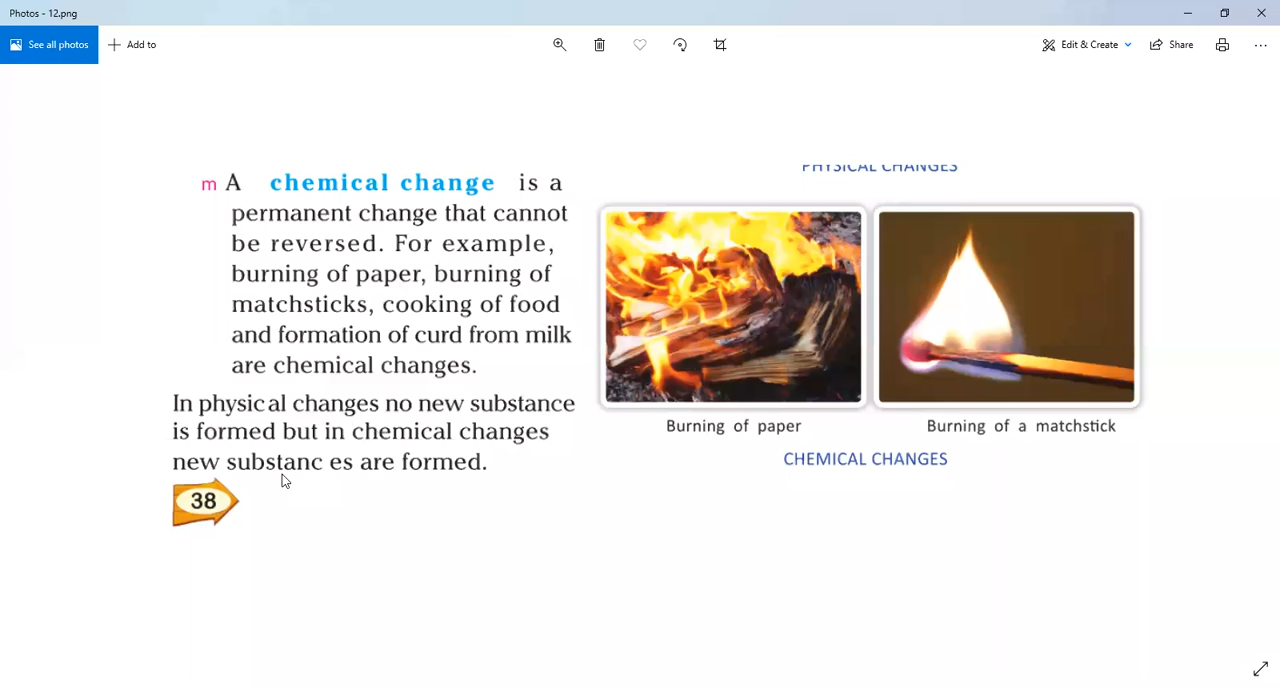 Photos - 12.png
See all photos
Add to
Edit & Create
Share
PHYSICAL CHANGES
m A chemical change is a
permanent change that cannot
be reversed. For example,
burning of paper, burning of
matchsticks, cooking of food
and formation of curd from milk
are chemical changes.
In physical changes no new substance
is formed but in chemical changes
new substanc es are formed.
38
Burning of paper
Burning of a matchstick
CHEMICAL CHANGES